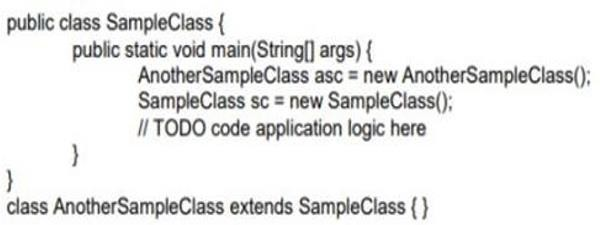 public class SampleClass {
public static void main(String[] args) {
AnotherSampleClass asc = new AnotherSampleClass();
SampleClass sc = new SampleClass();
// TODO code application logic here
}
}
class AnotherSampleClass extends SampleClass { }